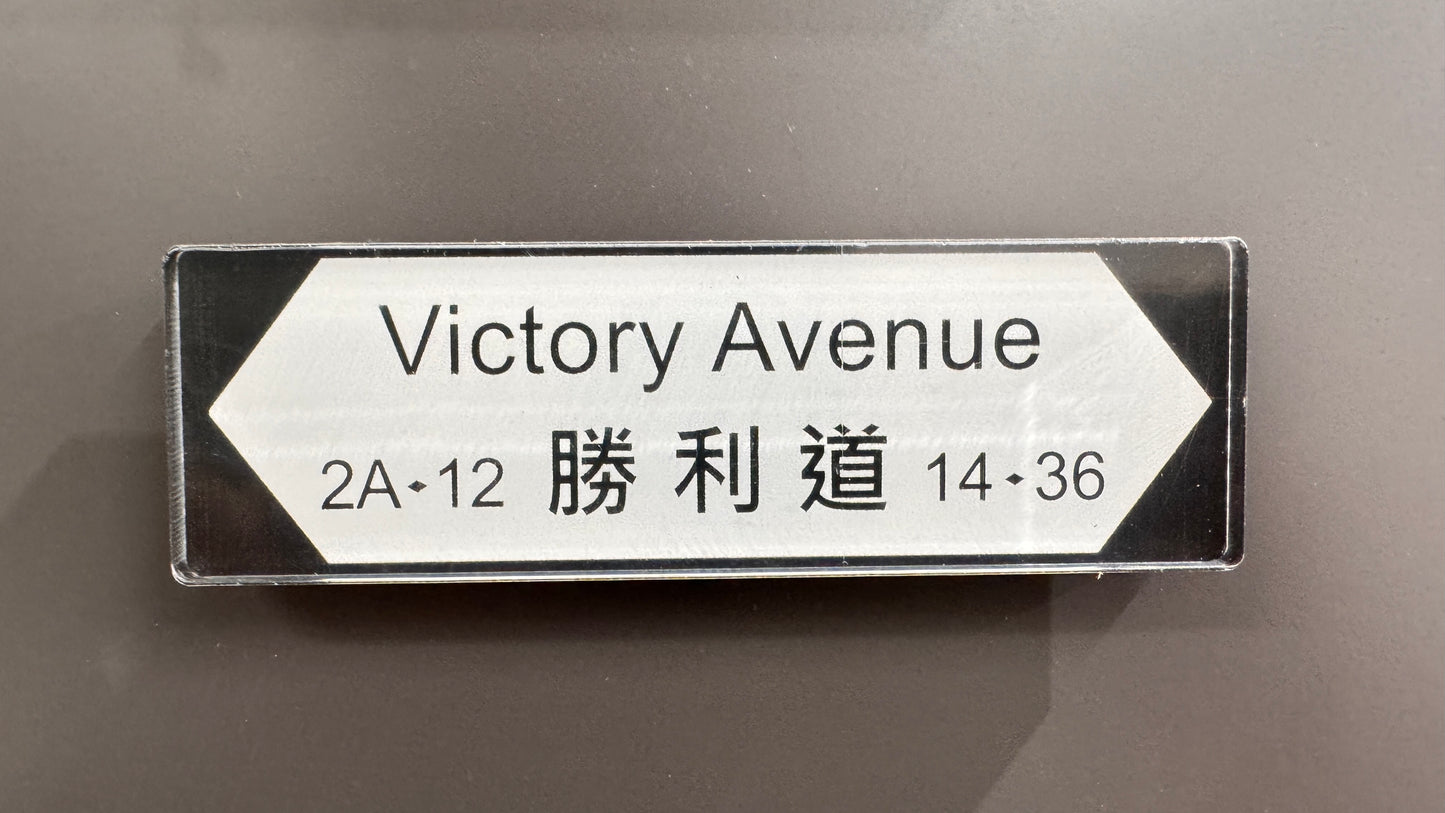 Victory Avenue
2A⬩12 勝利道 14⬩36